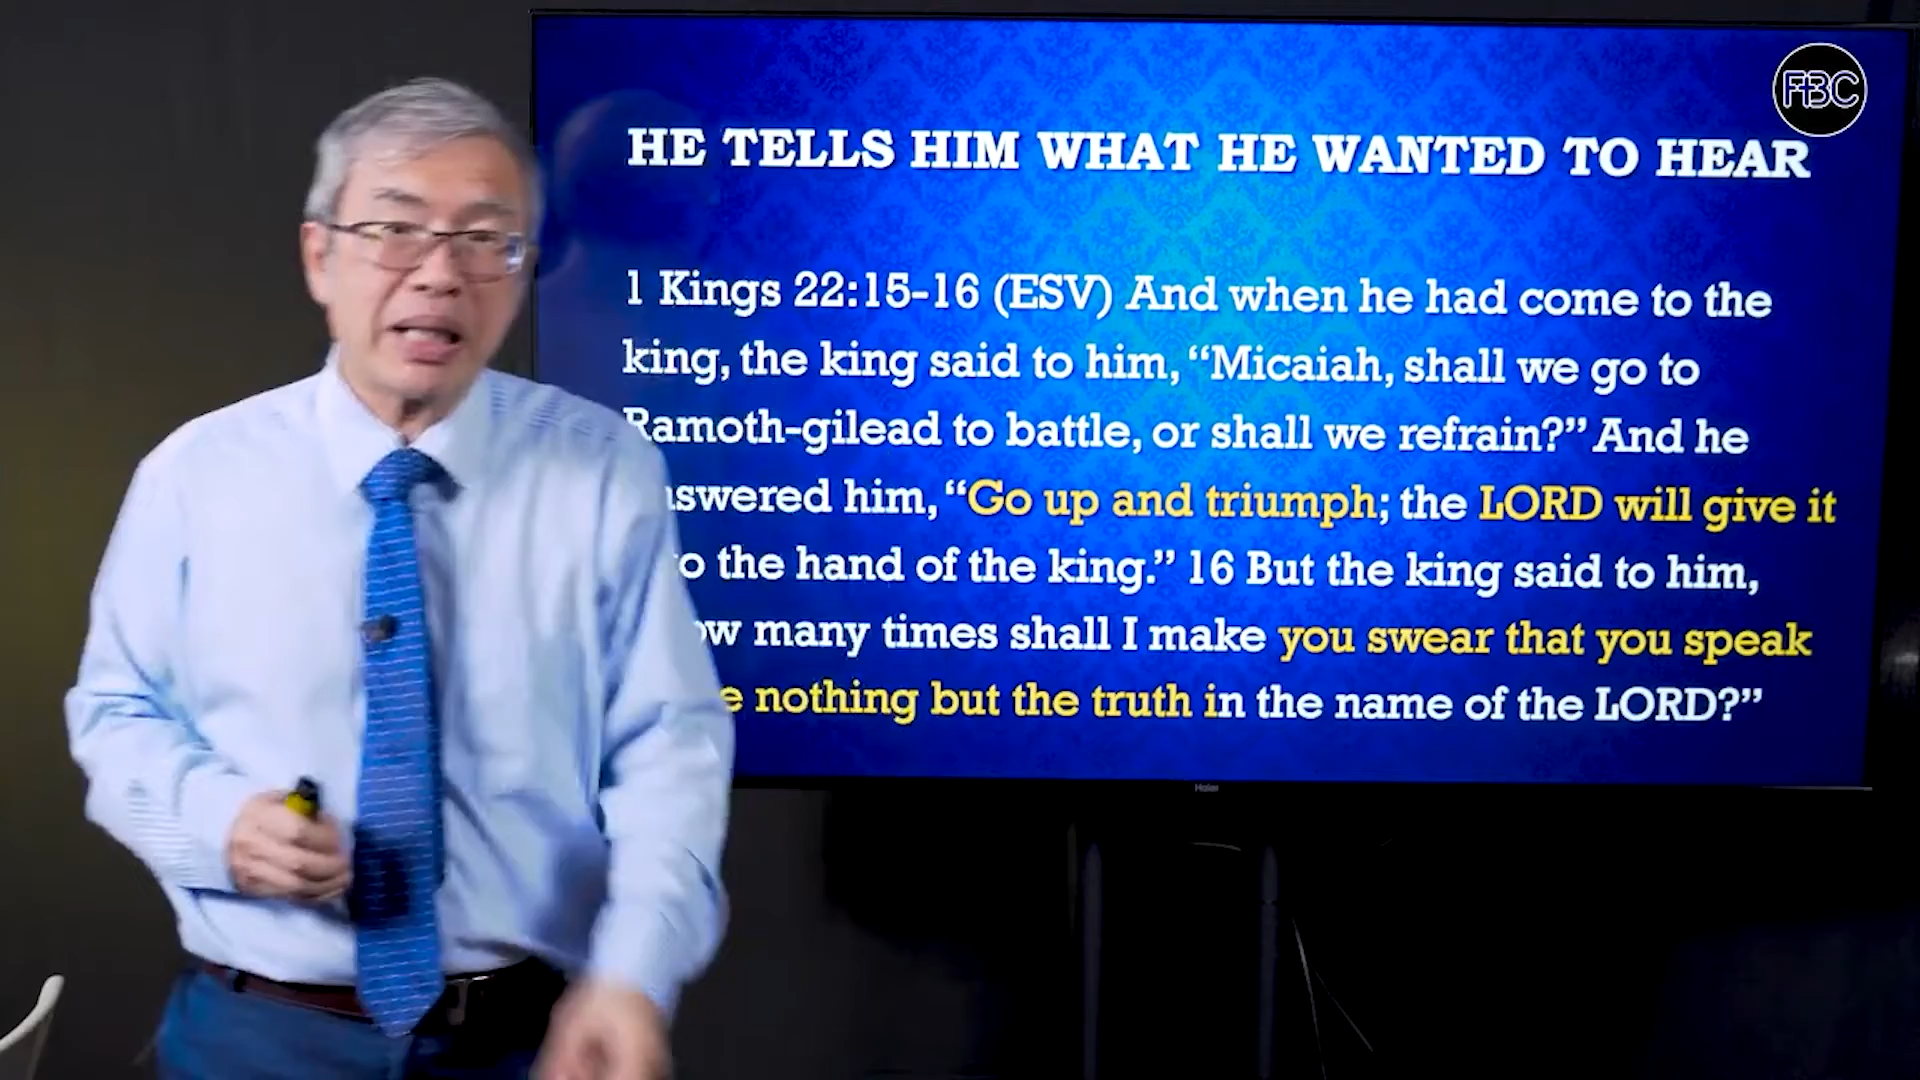 FBC
HE TELLS HIM WHAT HE WANTED TO HEAR
1 Kings 22:15-16 (ESV) And when he had come to the
king, the king said to him, “Micaiah, shall we go to
Ramoth-gilead to battle, or shall we refrain?” And he
nswered him, “Go up and triumph; the LORD will give it
o the hand of the king.” 16 But the king said to him,
ow many times shall I make you swear that you speak
e nothing but the truth in the name of the LORD?”
Haier